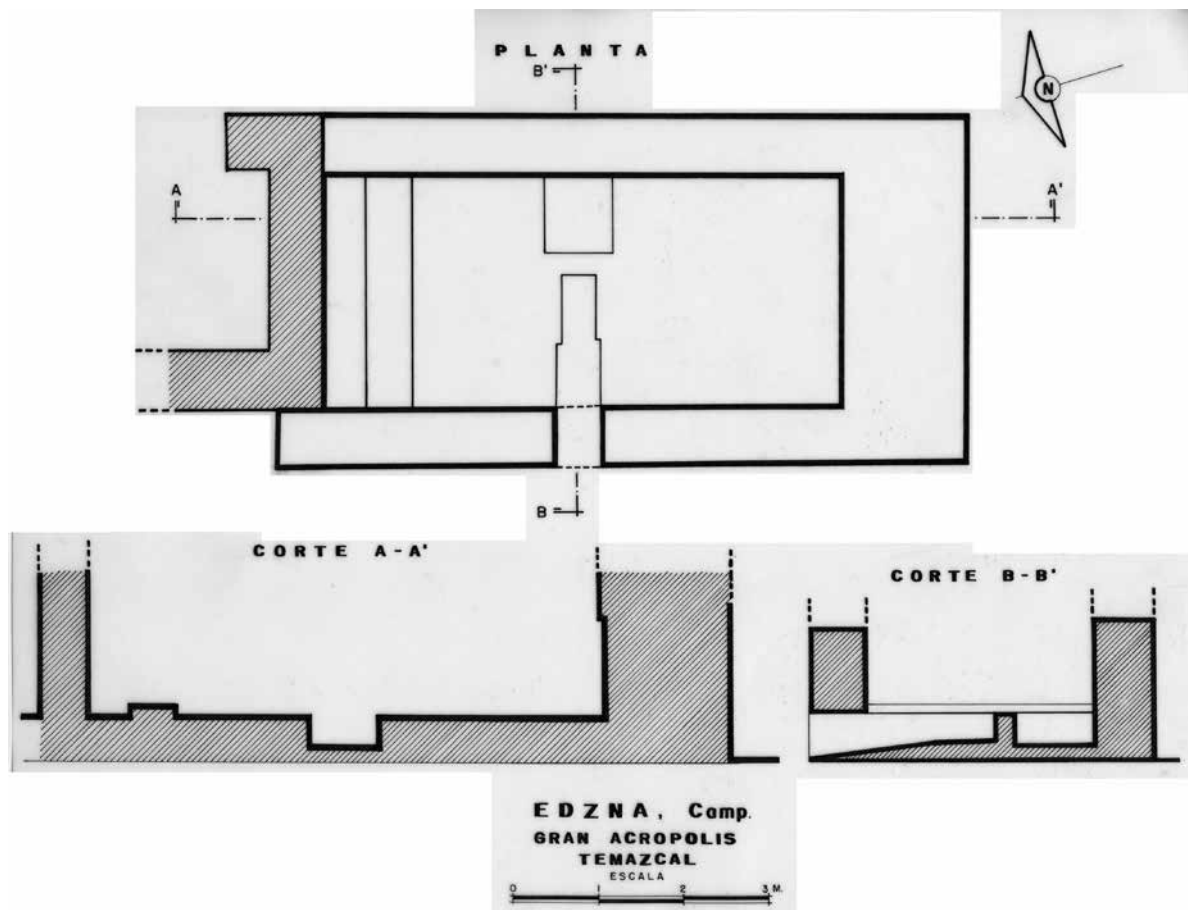 PLANTA
B'
N
A
A'
B
CORTE A-A'
CORTE B-B'
EDZNA, Camp.
GRAN ACROPOLIS
TEMAZCAL
ESCALA
0 1 2 3 M.